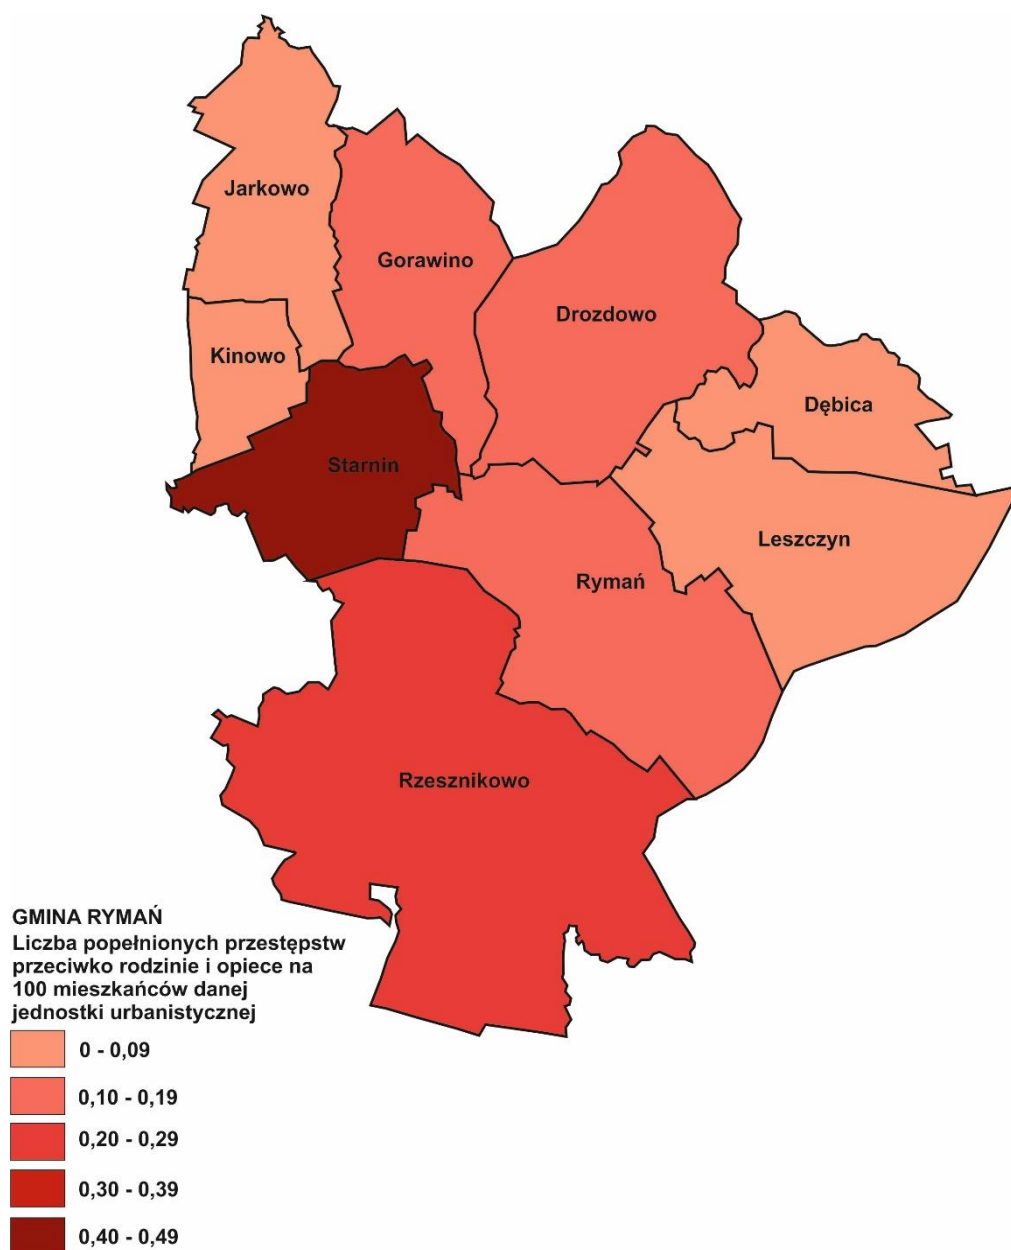 Jarkowo
Gorawino
Drozdowo
Kinowo
Dębica
Starnin
Leszczyn
Rymań
Rzesznikowo
GMINA RYMAŃ
Liczba popełnionych przestępstw
przeciwko rodzinie i opiece na
100 mieszkańców danej
jednostki urbanistycznej
0 - 0,09
0,10 - 0,19
0,20 - 0,29
0,30 - 0,39
0,40 - 0,49